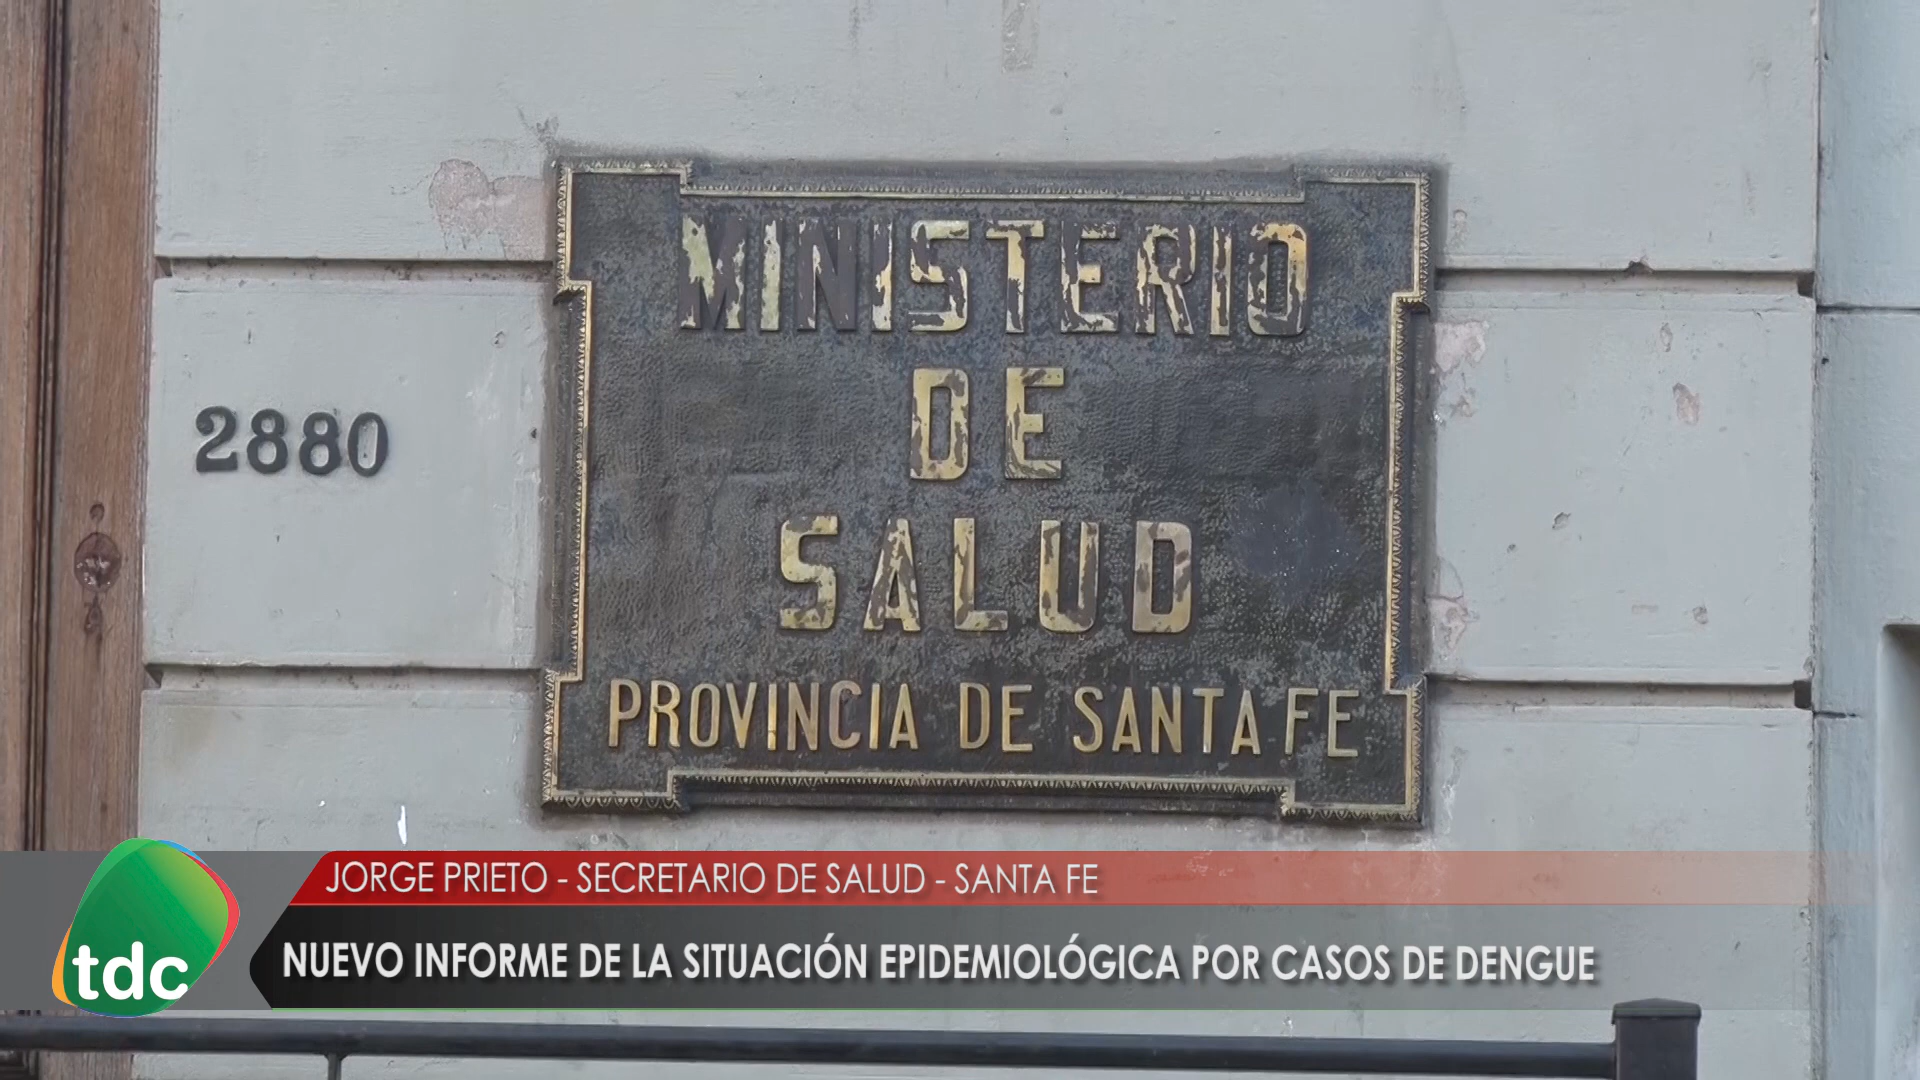 MINISTERIO
DE
SALUD
PROVINCIA DE SANTA FE
2880
JORGE PRIETO - SECRETARIO DE SALUD - SANTA FE
NUEVO INFORME DE LA SITUACIÓN EPIDEMIOLÓGICA POR CASOS DE DENGUE
tdc